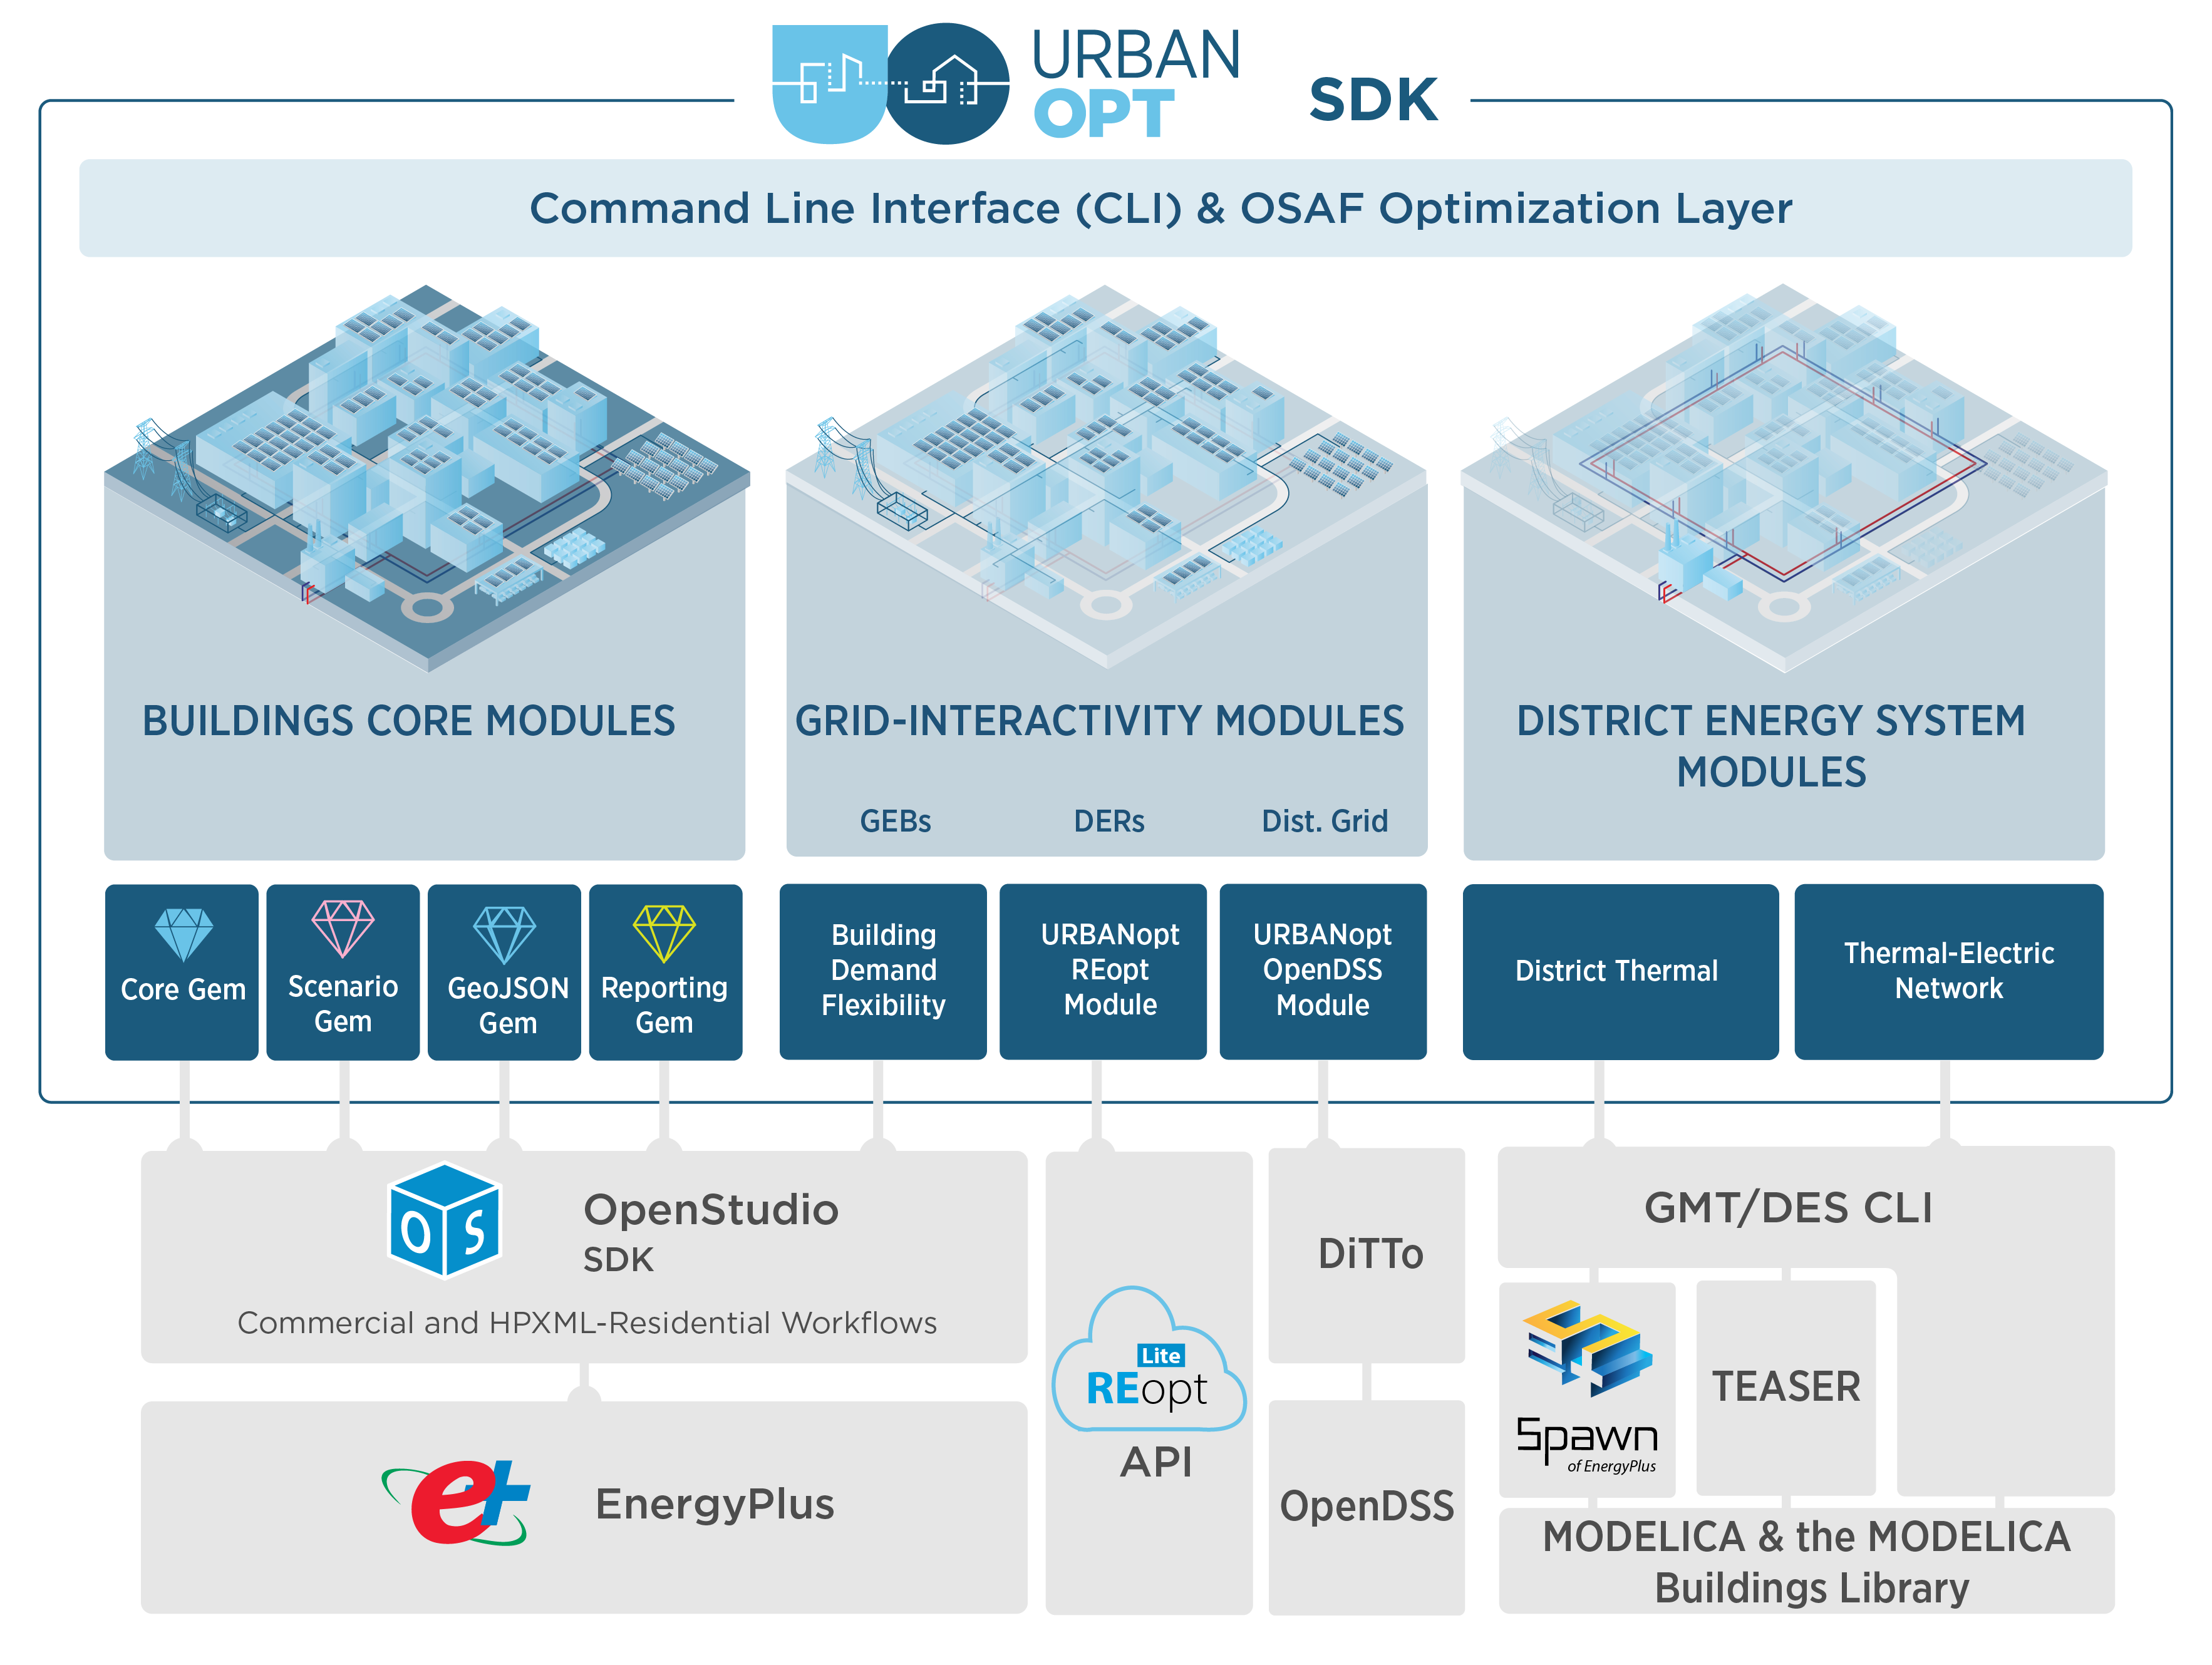 URBAN
OPT
SDK
Command Line Interface (CLI) & OSAF Optimization Layer
BUILDINGS CORE MODULES
GRID-INTERACTIVITY MODULES
GEBs
DERs
Dist. Grid
DISTRICT ENERGY SYSTEM
MODULES
Core Gem
Scenario
Gem
GeoJSON
Gem
Reporting
Gem
Building
Demand
Flexibility
URBANopt
REopt
Module
URBANopt
OpenDSS
Module
District Thermal
Thermal-Electric
Network
OS
OpenStudio
SDK
Commercial and HPXML-Residential Workflows
e+
EnergyPlus
Lite
REopt
API
DiTTo
OpenDSS
GMT/DES CLI
Spawn
of EnergyPlus
TEASER
MODELICA & the MODELICA
Buildings Library